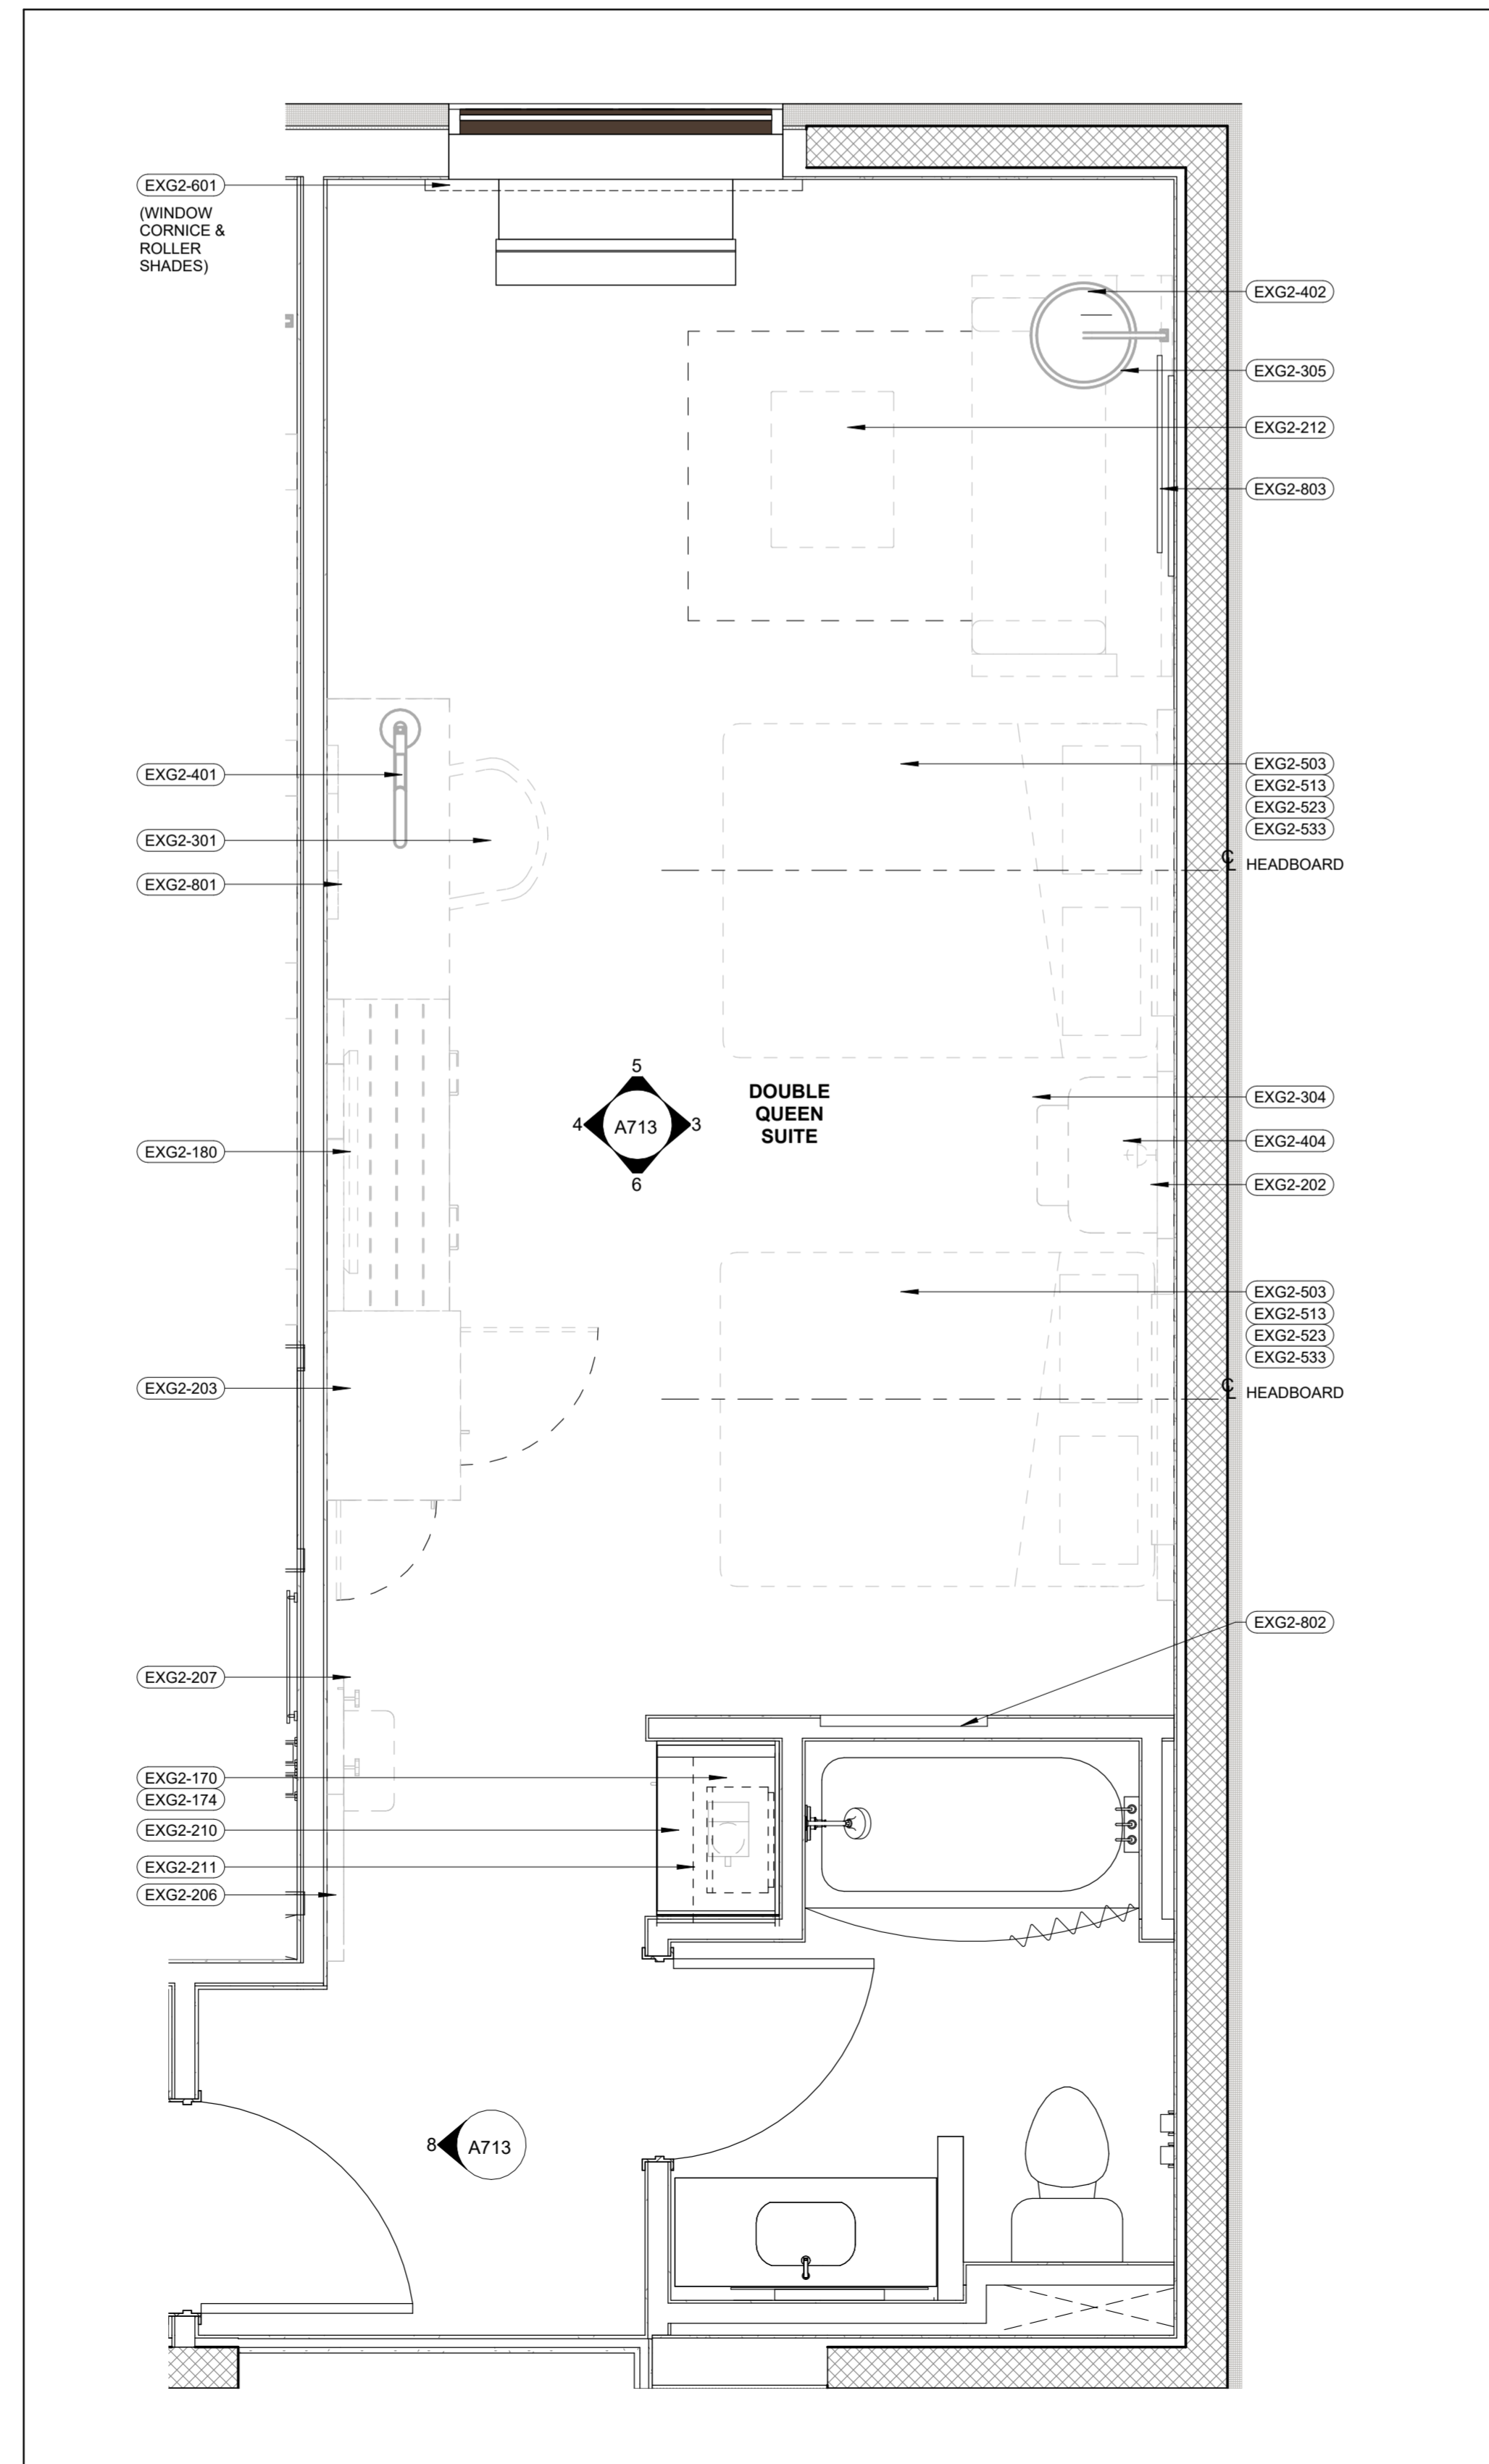 EXG2-601
(WINDOW
CORNICE &
ROLLER
SHADES)
EXG2-402
EXG2-305
EXG2-212
EXG2-803
EXG2-401
EXG2-301
EXG2-801
EXG2-503
EXG2-513
EXG2-523
EXG2-533
℄ HEADBOARD
5
4 A713 3
6
DOUBLE
QUEEN
SUITE
EXG2-180
EXG2-304
EXG2-404
EXG2-202
EXG2-203
EXG2-503
EXG2-513
EXG2-523
EXG2-533
℄ HEADBOARD
EXG2-802
EXG2-207
EXG2-170
EXG2-174
EXG2-210
EXG2-211
EXG2-206
8 A713